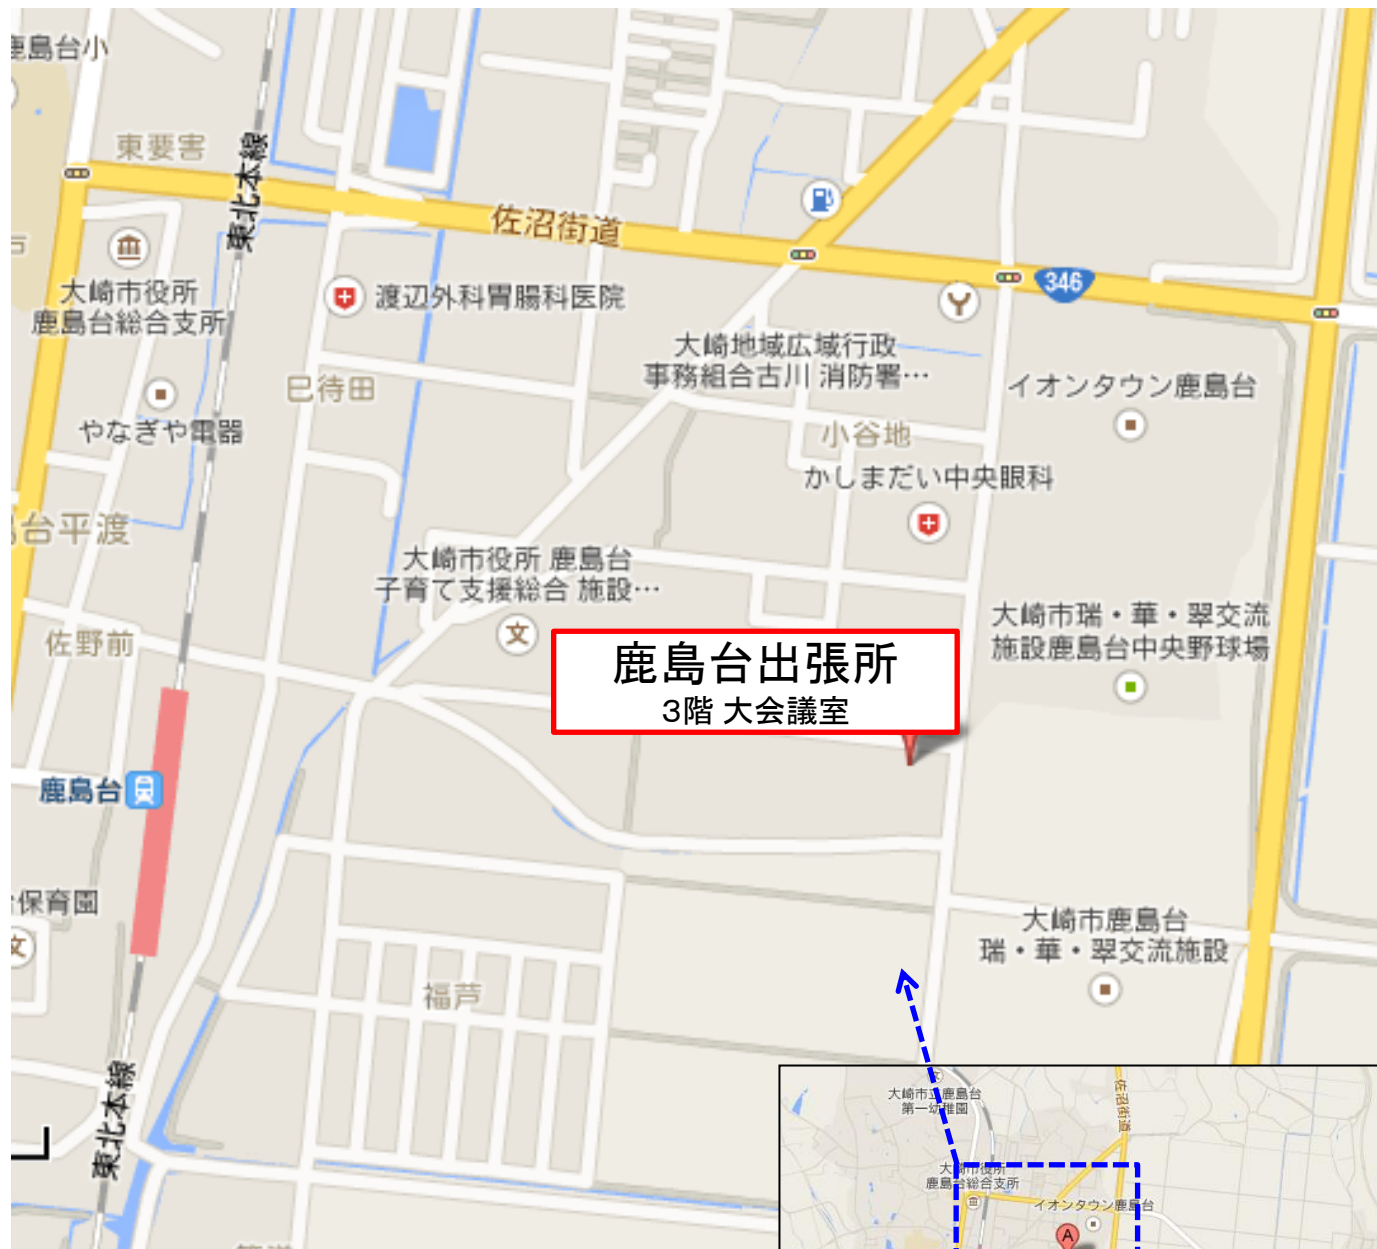 鹿島台小
東要害
東北本線
佐沼街道
346
大崎市役所
鹿島台総合支所
渡辺外科胃腸科医院
大崎地域広域行政
事務組合古川 消防署…
巳待田
イオンタウン鹿島台
やなぎや電器
小谷地
かしまだい中央眼科
台平渡
大崎市役所 鹿島台
子育て支援総合 施設…
文
大崎市瑞・華・翠交流
施設鹿島台中央野球場
佐野前
鹿島台出張所
3階 大会議室
鹿島台
保育園
文
大崎市鹿島台
瑞・華・翠交流施設
福芦
東北本線
大崎市立鹿島台
第一幼稚園
佐沼街道
大崎市役所
鹿島台総合支所
イオンタウン鹿島台
A